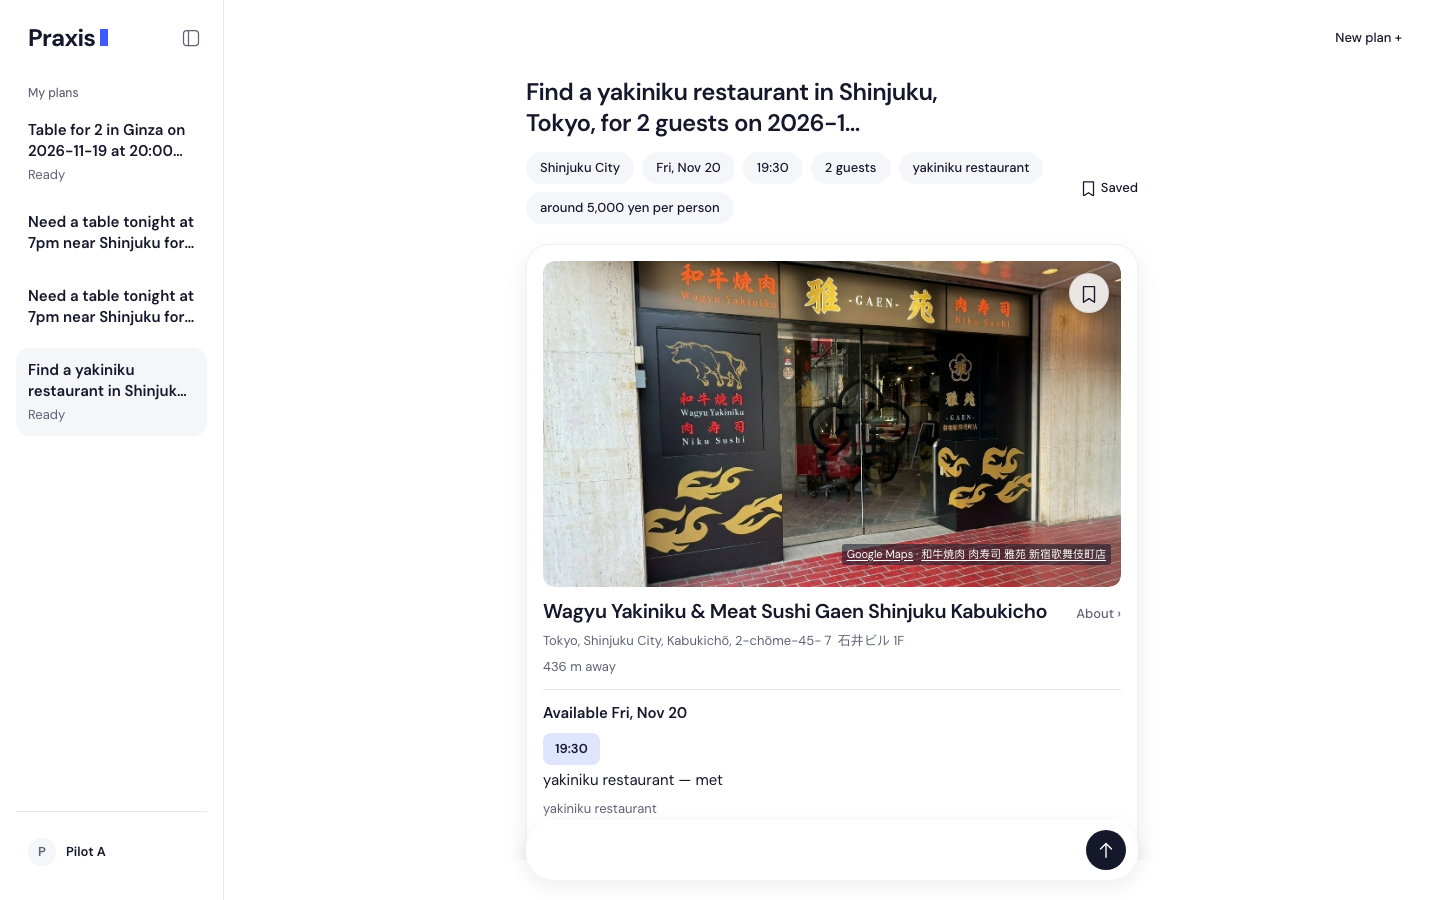 Praxis
New plan +
My plans
Table for 2 in Ginza on
2026-11-19 at 20:00...
Ready
Need a table tonight at
7pm near Shinjuku for...
Need a table tonight at
7pm near Shinjuku for...
Find a yakiniku
restaurant in Shinjuk...
Ready
P
Pilot A
Find a yakiniku restaurant in Shinjuku,
Tokyo, for 2 guests on 2026-1...
Shinjuku City
Fri, Nov 20
19:30
2 guests
yakiniku restaurant
around 5,000 yen per person
Saved
和牛焼肉
Wagyu Yakiniku
雅 -GAEN- 苑
肉寿司
Niku Sushi
和牛焼肉
Wagyu Yakiniku
肉寿司
Niku Sushi
雅苑
-GAEN-
Google Maps · 和牛焼肉 肉寿司 雅苑 新宿歌舞伎町店
Wagyu Yakiniku & Meat Sushi Gaen Shinjuku Kabukicho
About ›
Tokyo, Shinjuku City, Kabukichō, 2-chōme-45- 7 石井ビル 1F
436 m away
Available Fri, Nov 20
19:30
yakiniku restaurant — met
yakiniku restaurant